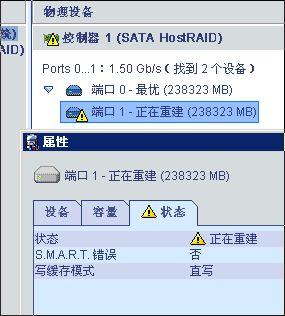 物理设备
统)
AID)
控制器 1 (SATA HostRAID)
Ports 0...1：1.50 Gb/s（找到 2 个设备）
端口 0 - 最优 (238323 MB)
端口 1 - 正在重建 (238323 MB)
属性
端口 1 - 正在重建 (238323 MB)
设备 容量 状态
状态 正在重建
S.M.A.R.T. 错误 否
写缓存模式 直写